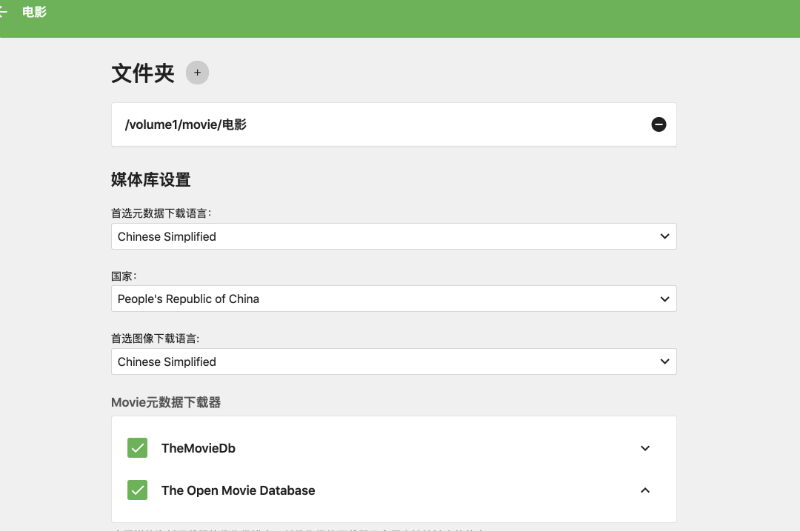 电影
文件夹
/volume1/movie/电影
媒体库设置
首选元数据下载语言:
Chinese Simplified
国家:
People's Republic of China
首选图像下载语言:
Chinese Simplified
Movie元数据下载器
TheMovieDb
The Open Movie Database